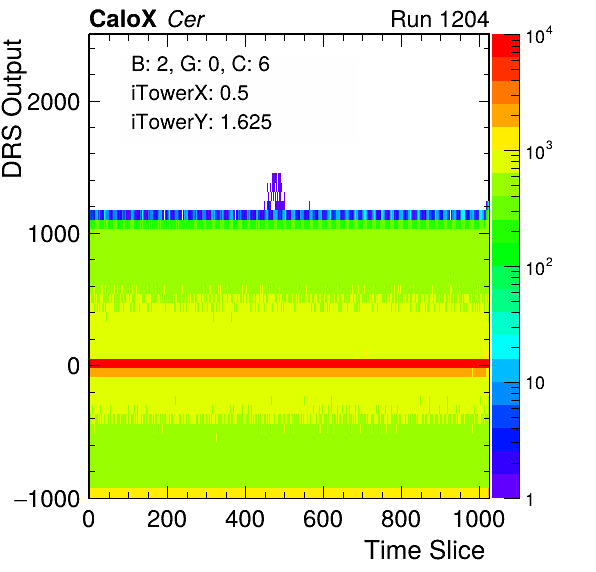 CaloX Cer Run 1204
B: 2, G: 0, C: 6
iTowerX: 0.5
iTowerY: 1.625
DRS Output
2000
1000
0
−1000
0 200 400 600 800 1000
Time Slice
10⁴
10³
10²
10
1